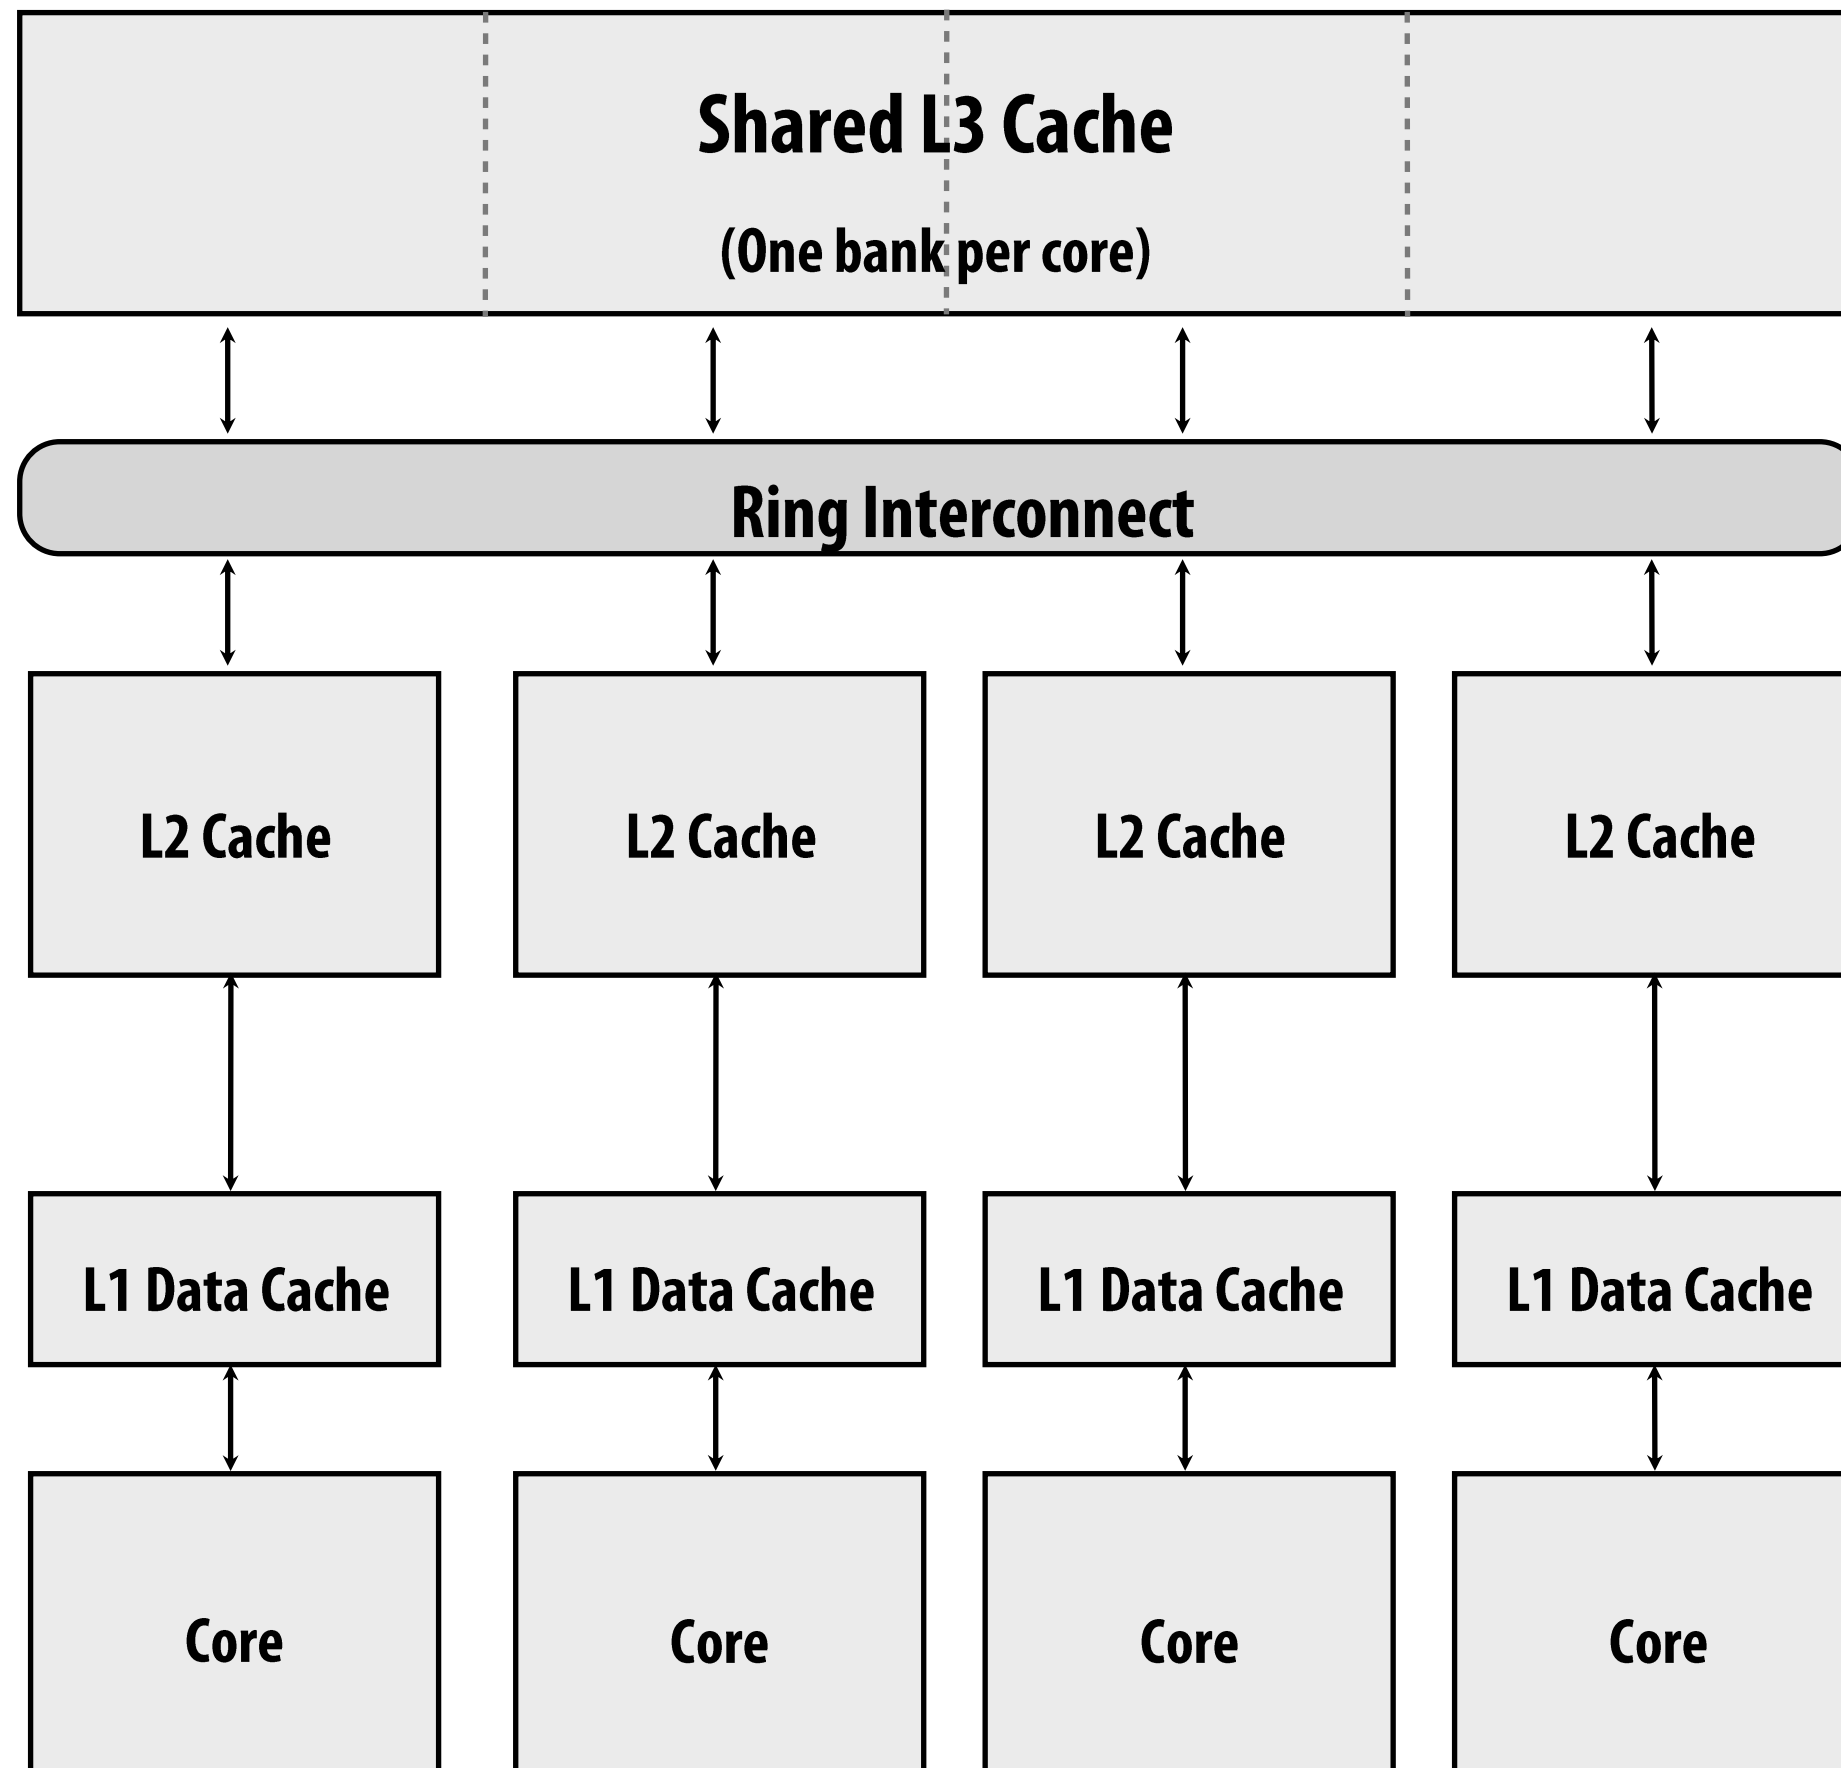 Shared L3 Cache
(One bank per core)
Ring Interconnect
L2 Cache
L2 Cache
L2 Cache
L2 Cache
L1 Data Cache
L1 Data Cache
L1 Data Cache
L1 Data Cache
Core
Core
Core
Core